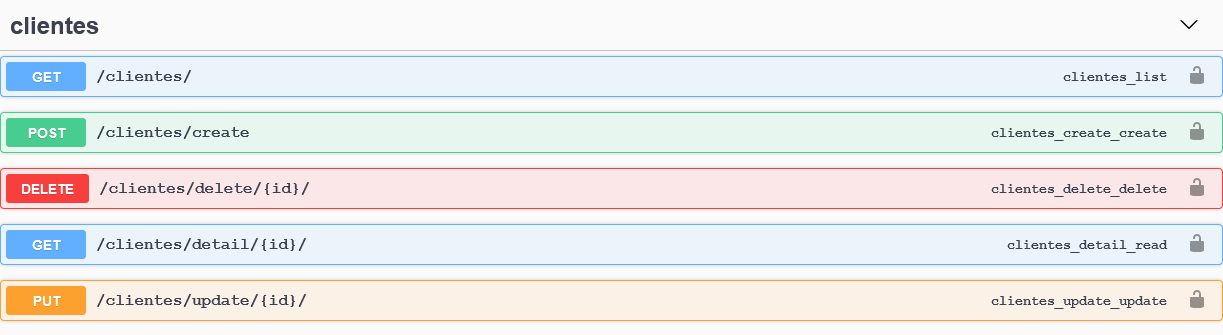 clientes
GET /clientes/ clientes_list
POST /clientes/create clientes_create_create
DELETE /clientes/delete/{id}/ clientes_delete_delete
GET /clientes/detail/{id}/ clientes_detail_read
PUT /clientes/update/{id}/ clientes_update_update